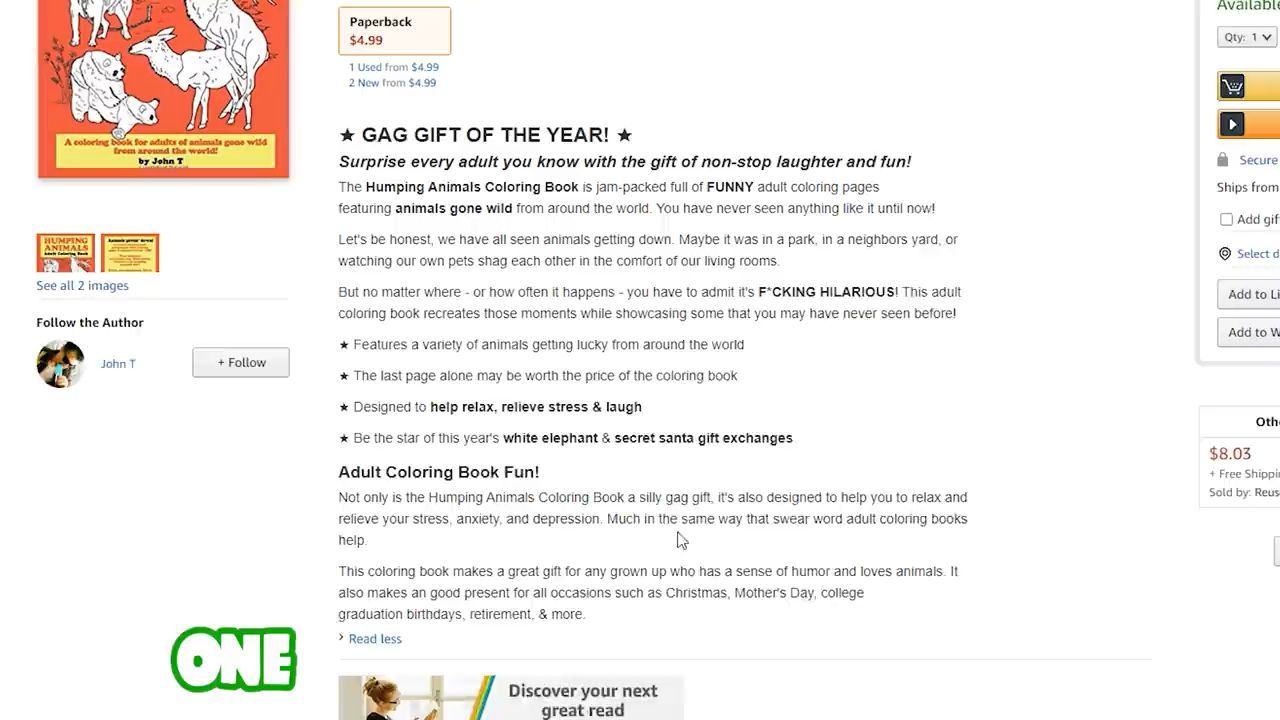 Paperback
$4.99
1 Used from $4.99
2 New from $4.99
Available
Qty: 1
Secure
Ships from
Add gif
Select d
Add to Li
Add to W
Othe
$8.03
+ Free Shippi
Sold by: Reus
A coloring book for adults of animals gone wild
from around the world!
by John T
HUMPING
ANIMALS
Adult Coloring Book
See all 2 images
Follow the Author
John T
+ Follow
★ GAG GIFT OF THE YEAR! ★
Surprise every adult you know with the gift of non-stop laughter and fun!
The Humping Animals Coloring Book is jam-packed full of FUNNY adult coloring pages
featuring animals gone wild from around the world. You have never seen anything like it until now!
Let's be honest, we have all seen animals getting down. Maybe it was in a park, in a neighbors yard, or
watching our own pets shag each other in the comfort of our living rooms.
But no matter where - or how often it happens - you have to admit it's F*CKING HILARIOUS! This adult
coloring book recreates those moments while showcasing some that you may have never seen before!
★ Features a variety of animals getting lucky from around the world
★ The last page alone may be worth the price of the coloring book
★ Designed to help relax, relieve stress & laugh
★ Be the star of this year's white elephant & secret santa gift exchanges
Adult Coloring Book Fun!
Not only is the Humping Animals Coloring Book a silly gag gift, it's also designed to help you to relax and
relieve your stress, anxiety, and depression. Much in the same way that swear word adult coloring books
help.
This coloring book makes a great gift for any grown up who has a sense of humor and loves animals. It
also makes an good present for all occasions such as Christmas, Mother's Day, college
graduation birthdays, retirement, & more.
Read less
ONE
Discover your next
great read